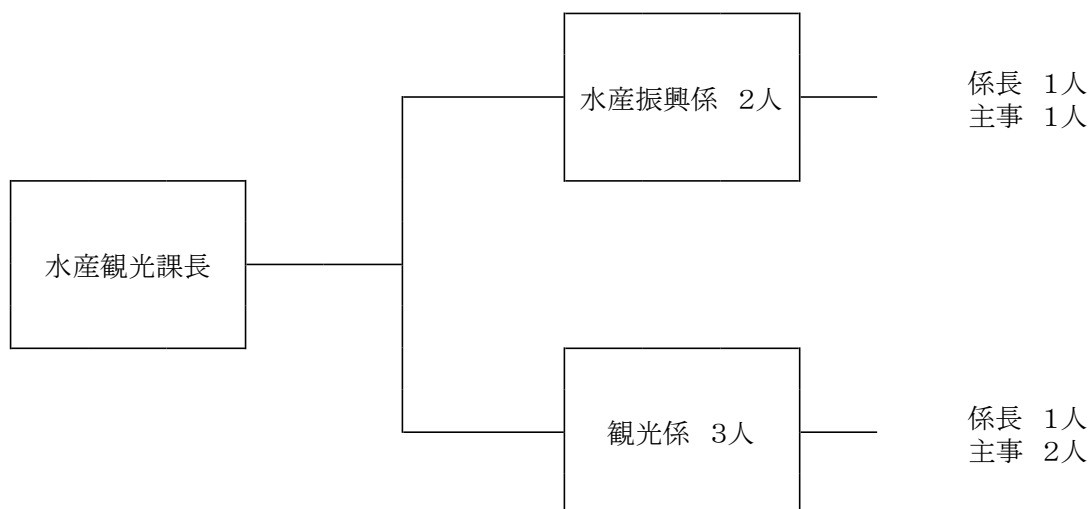 水産振興係 2人
係長 1人
主事 1人
水産観光課長
観光係 3人
係長 1人
主事 2人